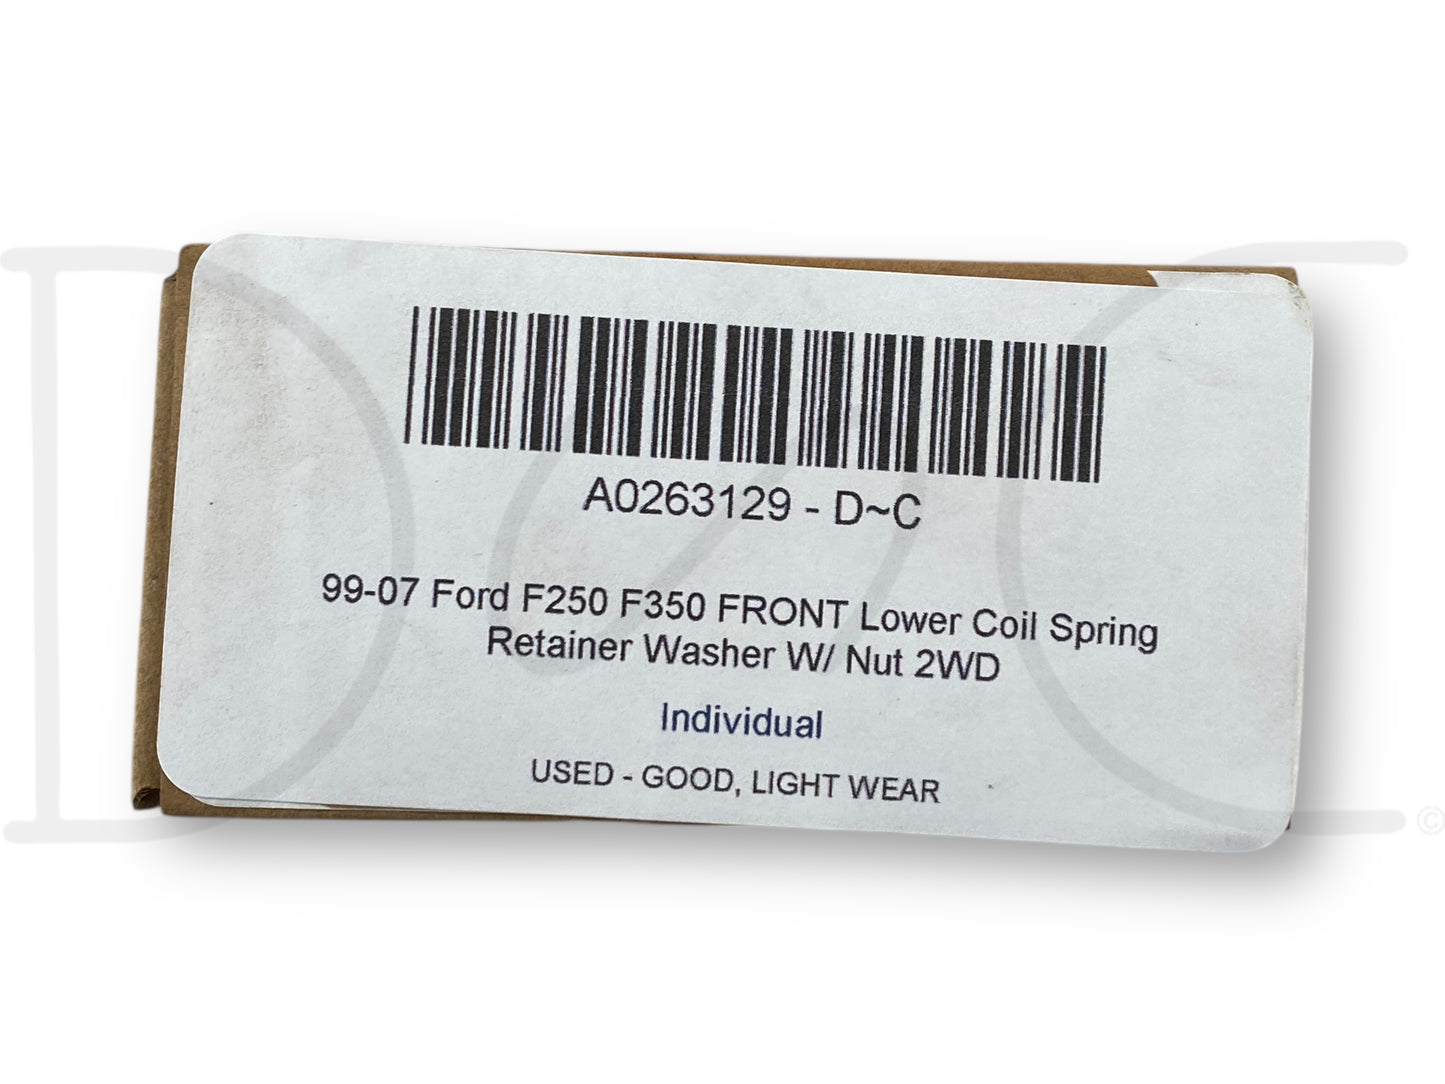 A0263129 - D~C
99-07 Ford F250 F350 FRONT Lower Coil Spring
Retainer Washer W/ Nut 2WD
Individual
USED - GOOD, LIGHT WEAR
D~C
©